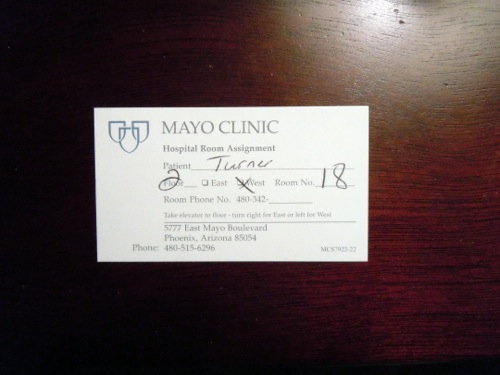 MAYO CLINIC
Hospital Room Assignment
Patient Turner
2 Floor ☐ East ☒ West Room No. 18
Room Phone No. 480-342-
Take elevator to floor - turn right for East or left for West
5777 East Mayo Boulevard
Phoenix, Arizona 85054
Phone: 480-515-6296
MCS7922-22